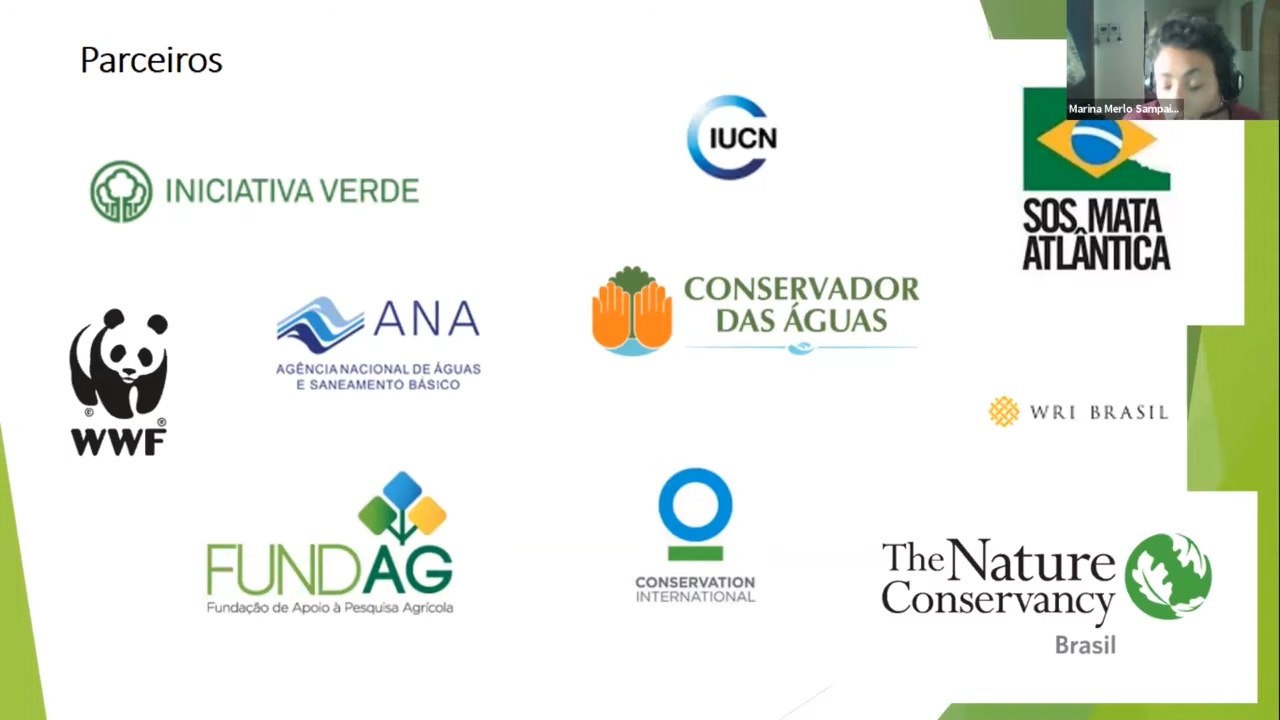 Parceiros
Marina Merlo Sampai...
IUCN
INICIATIVA VERDE
SOS MATA
ATLÂNTICA
CONSERVADOR
DAS ÁGUAS
ANA
AGÊNCIA NACIONAL DE ÁGUAS
E SANEAMENTO BÁSICO
©
®
WWF
WRI BRASIL
FUNDAG
Fundação de Apoio à Pesquisa Agrícola
CONSERVATION
INTERNATIONAL
The Nature
Conservancy
Brasil